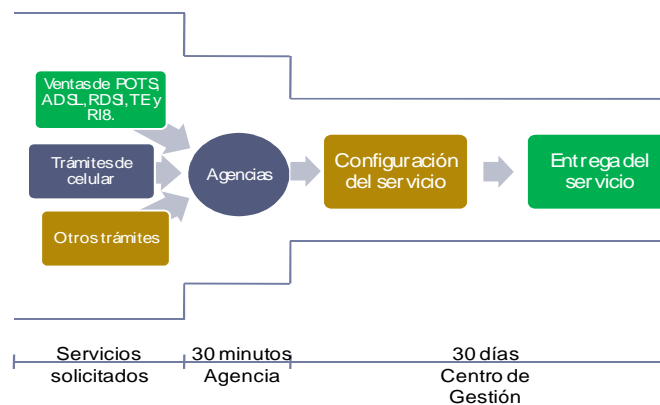 Ventas de POTS,
ADSL, RDSI, TE y
RI8.
Trámites de
celular
Otros trámites
Agencias
Configuración
del servicio
Entrega del
servicio
Servicios
solicitados
30 minutos
Agencia
30 días
Centro de
Gestión